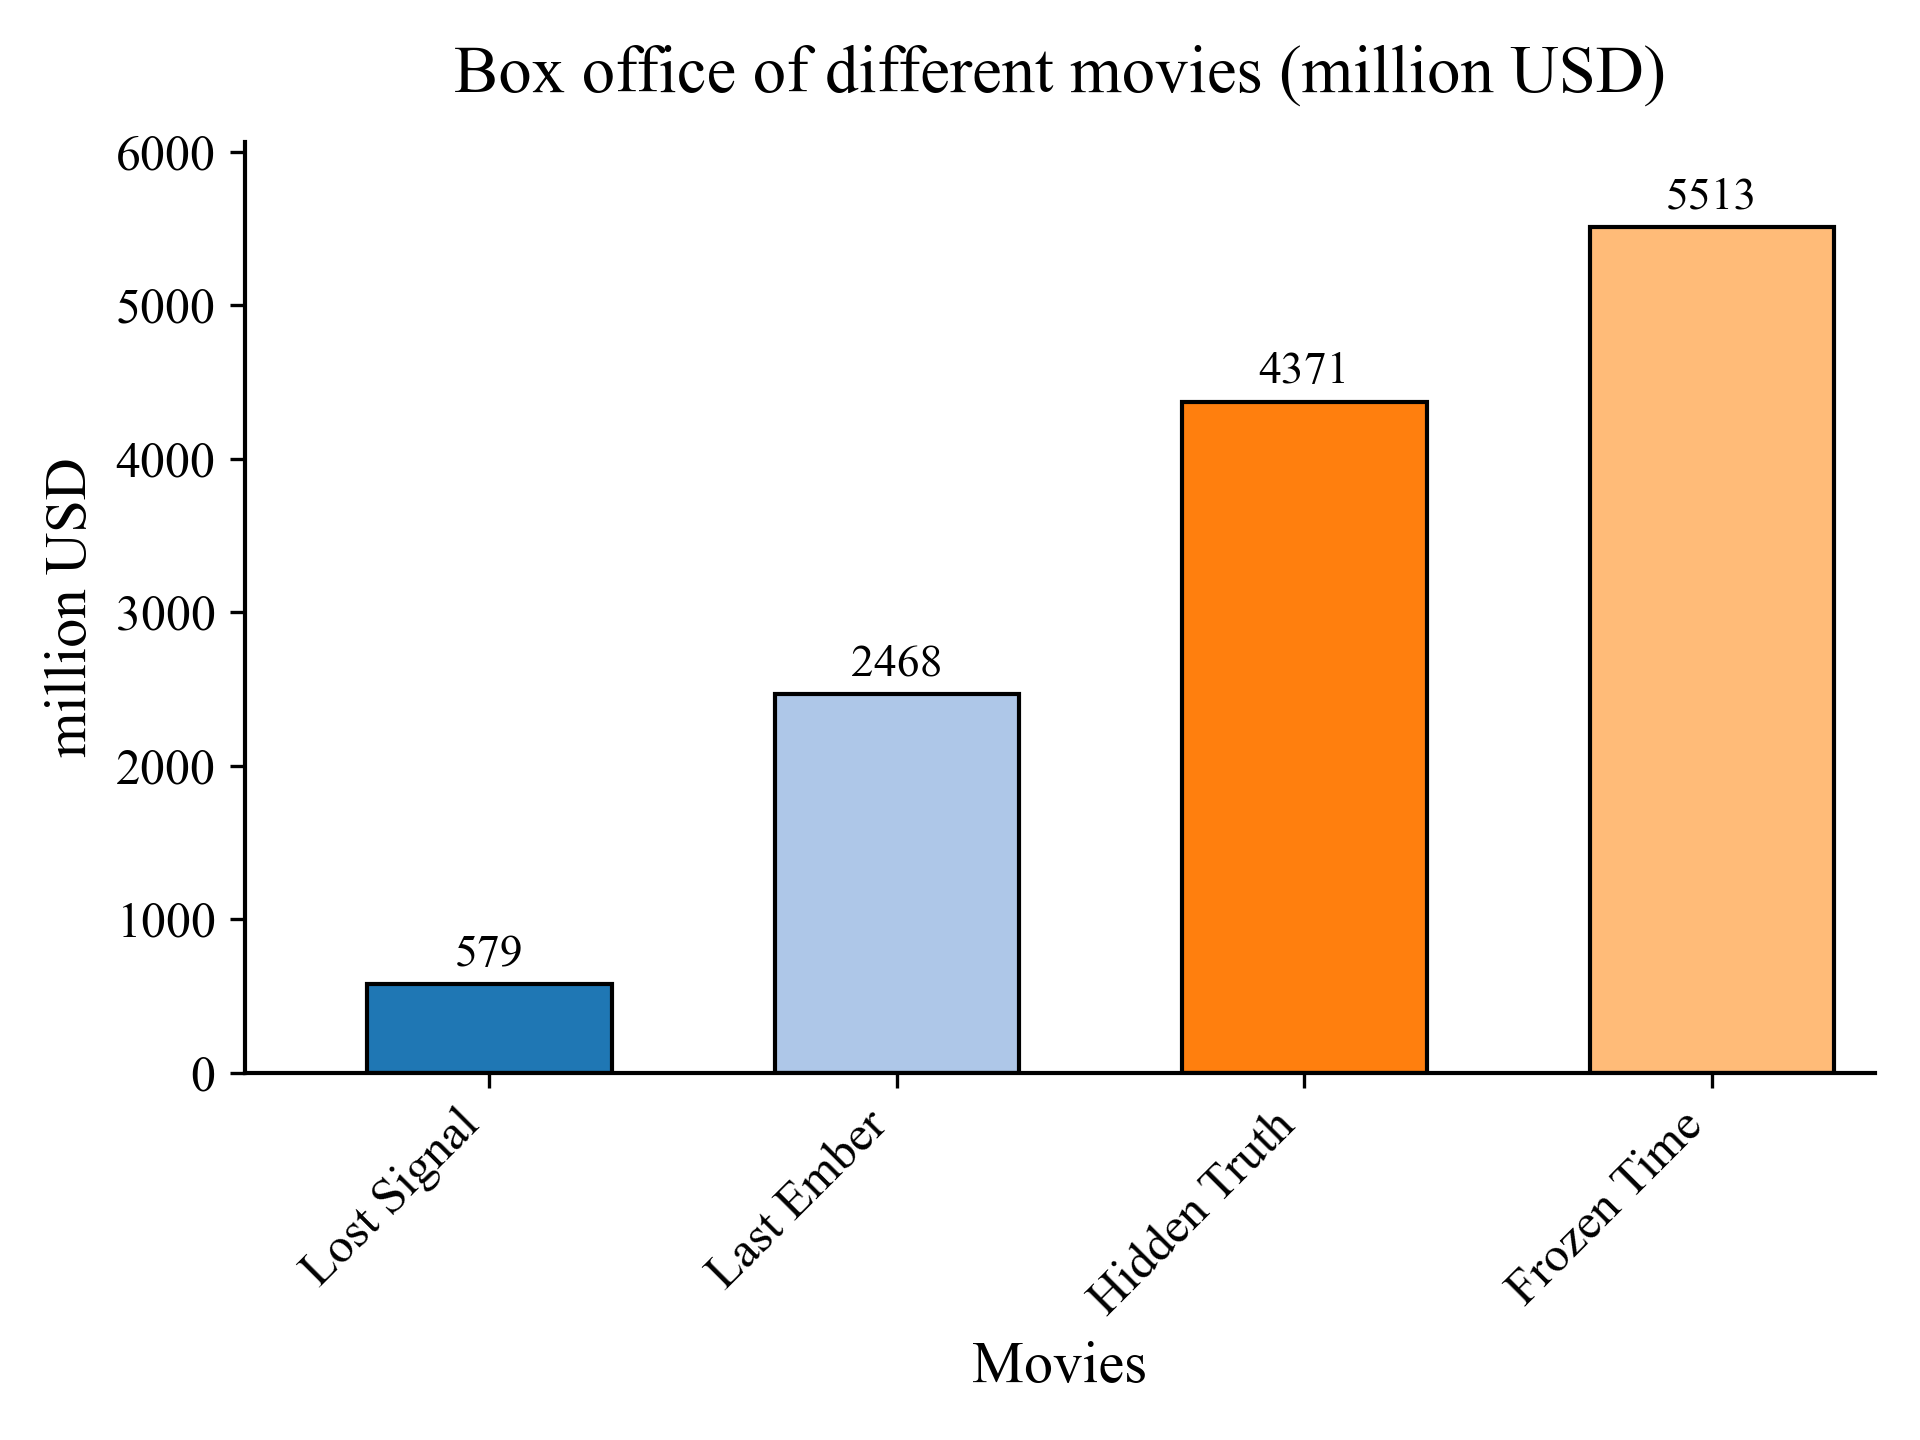 Box office of different movies (million USD)
6000
5000
4000
3000
2000
1000
0
million USD
579
2468
4371
5513
Lost Signal
Last Ember
Hidden Truth
Frozen Time
Movies